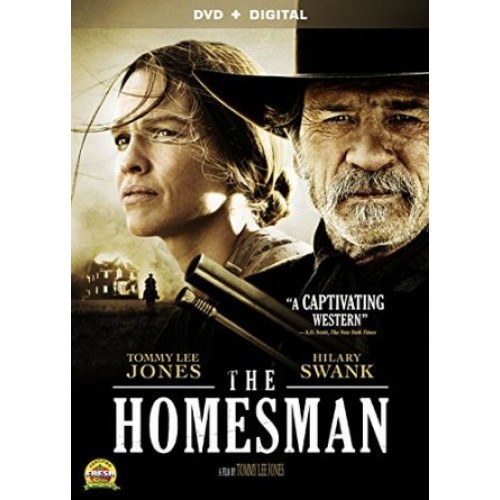 DVD + DIGITAL
"A CAPTIVATING
WESTERN"
—A.O. Scott, The New York Times
TOMMY LEE
JONES
HILARY
SWANK
THE
HOMESMAN
A FILM BY TOMMY LEE JONES
FRESH